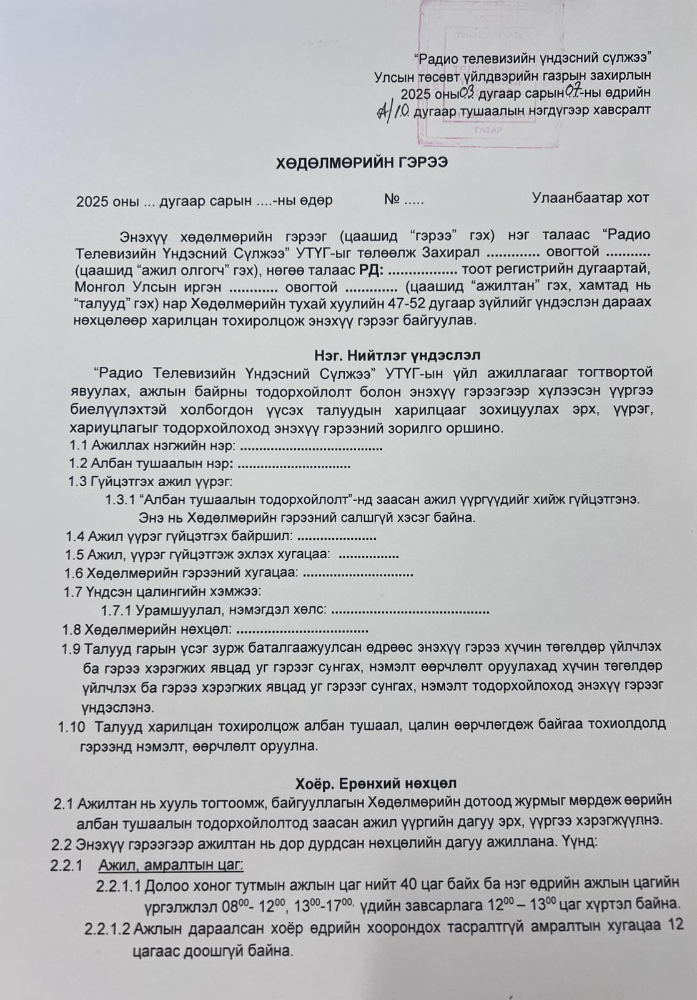 “Радио телевизийн үндэсний сүлжээ”
Улсын төсөвт үйлдвэрийн газрын захирлын
2025 оны 03 дугаар сарын 07-ны өдрийн
А/10 дугаар тушаалын нэгдүгээр хавсралт
ГАЗАР
ХӨДӨЛМӨРИЙН ГЭРЭЭ
2025 оны ... дугаар сарын ....-ны өдөр № ..... Улаанбаатар хот
Энэхүү хөдөлмөрийн гэрээг (цаашид “гэрээ” гэх) нэг талаас “Радио
Телевизийн Үндэсний Сүлжээ” УТҮГ-ыг төлөөлж Захирал ............. овогтой ...........
(цаашид “ажил олгогч” гэх), нөгөө талаас РД: ................. тоот регистрийн дугаартай,
Монгол Улсын иргэн ............ овогтой ............. (цаашид “ажилтан” гэх, хамтад нь
“талууд” гэх) нар Хөдөлмөрийн тухай хуулийн 47-52 дугаар зүйлийг үндэслэн дараах
нөхцөлөөр харилцан тохиролцож энэхүү гэрээг байгуулав.
Нэг. Нийтлэг үндэслэл
“Радио Телевизийн Үндэсний Сүлжээ” УТҮГ-ын үйл ажиллагааг тогтвортой
явуулах, ажлын байрны тодорхойлолт болон энэхүү гэрээгээр хүлээсэн үүргээ
биелүүлэхтэй холбогдон үүсэх талуудын харилцааг зохицуулах эрх, үүрэг,
хариуцлагыг тодорхойлоход энэхүү гэрээний зорилго оршино.
1.1 Ажиллах нэгжийн нэр: ...................................
1.2 Албан тушаалын нэр: ............................
1.3 Гүйцэтгэх ажил үүрэг:
1.3.1 “Албан тушаалын тодорхойлолт”-нд заасан ажил үүргүүдийг хийж гүйцэтгэнэ.
Энэ нь Хөдөлмөрийн гэрээний салшгүй хэсэг байна.
1.4 Ажил үүрэг гүйцэтгэх байршил: ....................
1.5 Ажил, үүрэг гүйцэтгэж эхлэх хугацаа: ...............
1.6 Хөдөлмөрийн гэрээний хугацаа: ...........................
1.7 Үндсэн цалингийн хэмжээ:
1.7.1 Урамшуулал, нэмэгдэл хөлс: .......................................
1.8 Хөдөлмөрийн нөхцөл: .................................
1.9 Талууд гарын үсэг зурж баталгаажуулсан өдрөөс энэхүү гэрээ хүчин төгөлдөр үйлчлэх
ба гэрээ хэрэгжих явцад уг гэрээг сунгах, нэмэлт өөрчлөлт оруулахад хүчин төгөлдөр
үйлчлэх ба гэрээ хэрэгжих явцад уг гэрээг сунгах, нэмэлт тодорхойлоход энэхүү гэрээг
үндэслэнэ.
1.10 Талууд харилцан тохиролцож албан тушаал, цалин өөрчлөгдөж байгаа тохиолдолд
гэрээнд нэмэлт, өөрчлөлт оруулна.
Хоёр. Ерөнхий нөхцөл
2.1 Ажилтан нь хууль тогтоомж, байгууллагын Хөдөлмөрийн дотоод журмыг мөрдөж өөрийн
албан тушаалын тодорхойлолтод заасан ажил үүргийн дагуу эрх, үүргээ хэрэгжүүлнэ.
2.2 Энэхүү гэрээгээр ажилтан нь дор дурдсан нөхцөлийн дагуу ажиллана. Үүнд:
2.2.1 Ажил, амралтын цаг:
2.2.1.1 Долоо хоног тутмын ажлын цаг нийт 40 цаг байх ба нэг өдрийн ажлын цагийн
үргэлжлэл 08⁰⁰- 12⁰⁰, 13⁰⁰-17⁰⁰, үдийн завсарлага 12⁰⁰ – 13⁰⁰ цаг хүртэл байна.
2.2.1.2 Ажлын дараалсан хоёр өдрийн хоорондох тасралтгүй амралтын хугацаа 12
цагаас доошгүй байна.